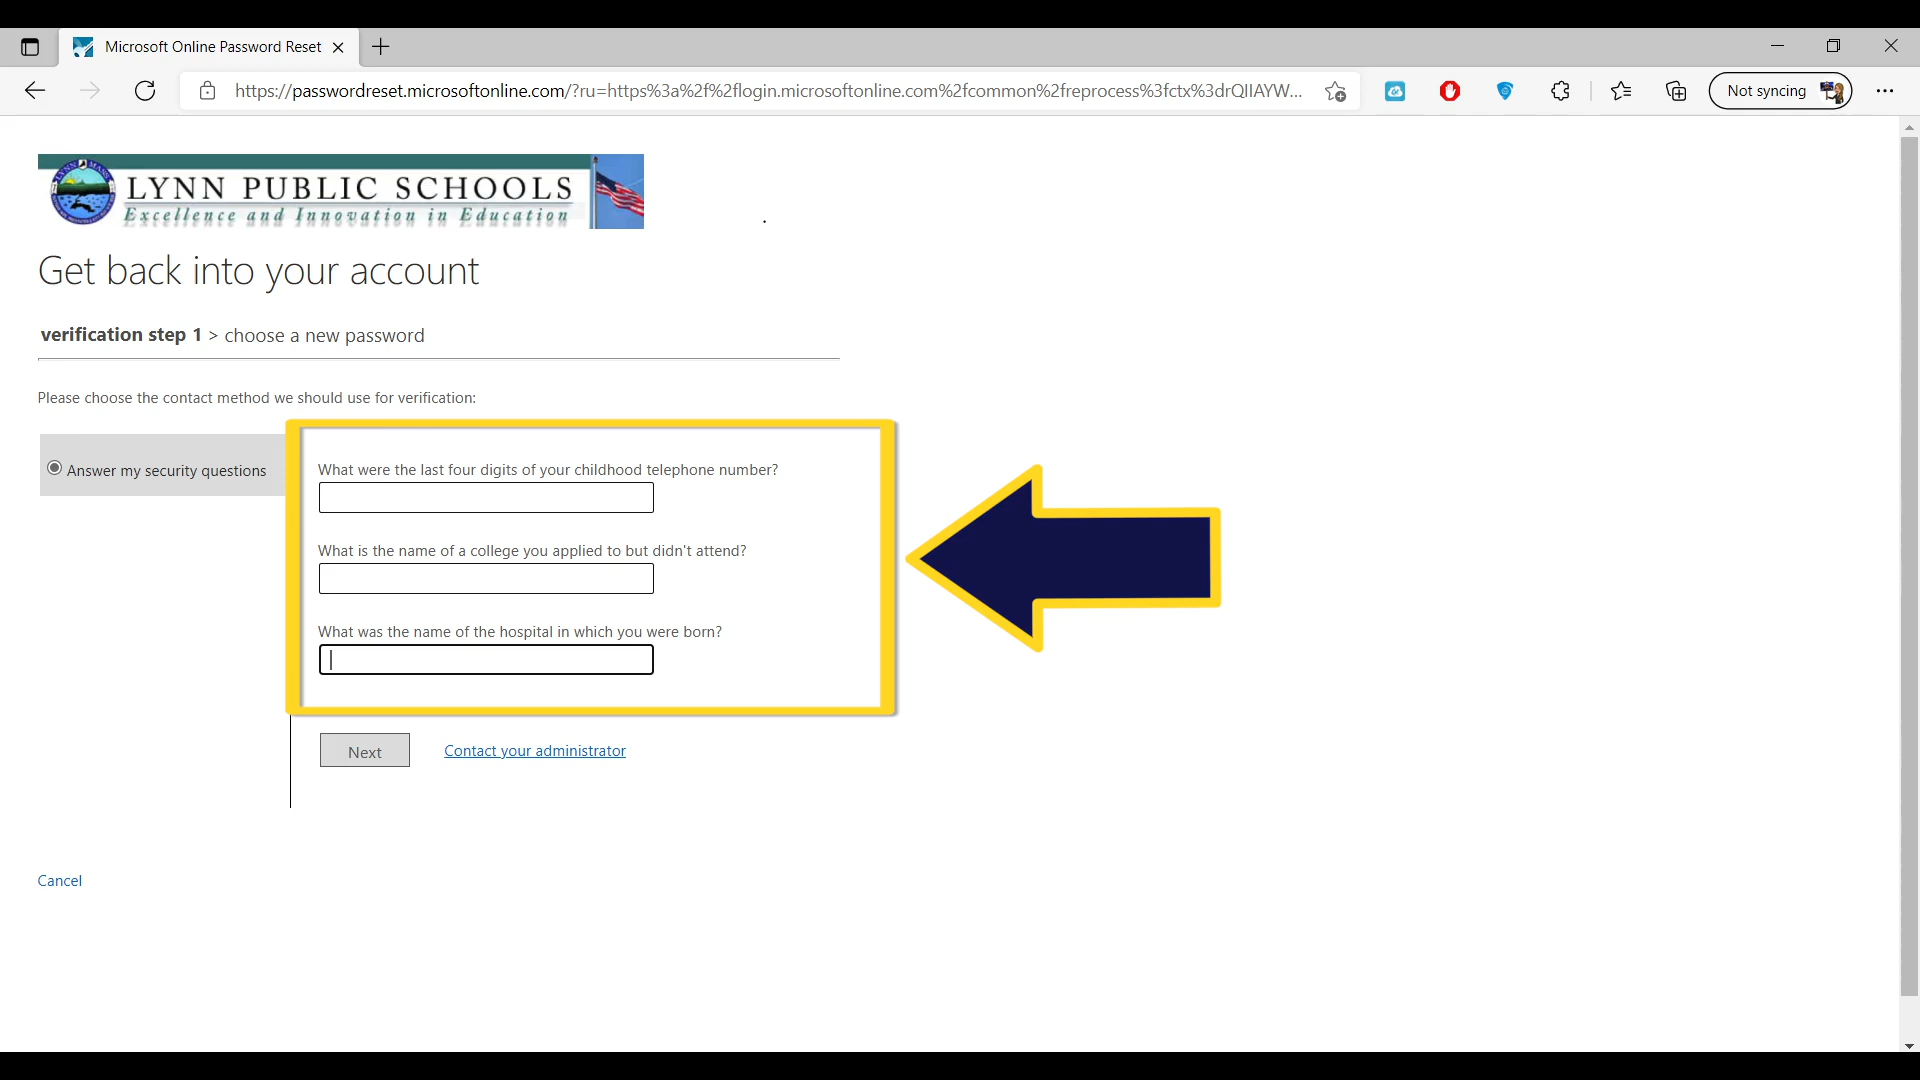 Microsoft Online Password Reset
https://passwordreset.microsoftonline.com/?ru=https%3a%2f%2flogin.microsoftonline.com%2fcommon%2freprocess%3fctx%3drQIIAYW...
Not syncing
LYNN PUBLIC SCHOOLS
Excellence and Innovation in Education
Get back into your account
verification step 1 > choose a new password
Please choose the contact method we should use for verification:
Answer my security questions
What were the last four digits of your childhood telephone number?
What is the name of a college you applied to but didn't attend?
What was the name of the hospital in which you were born?
Next
Contact your administrator
Cancel